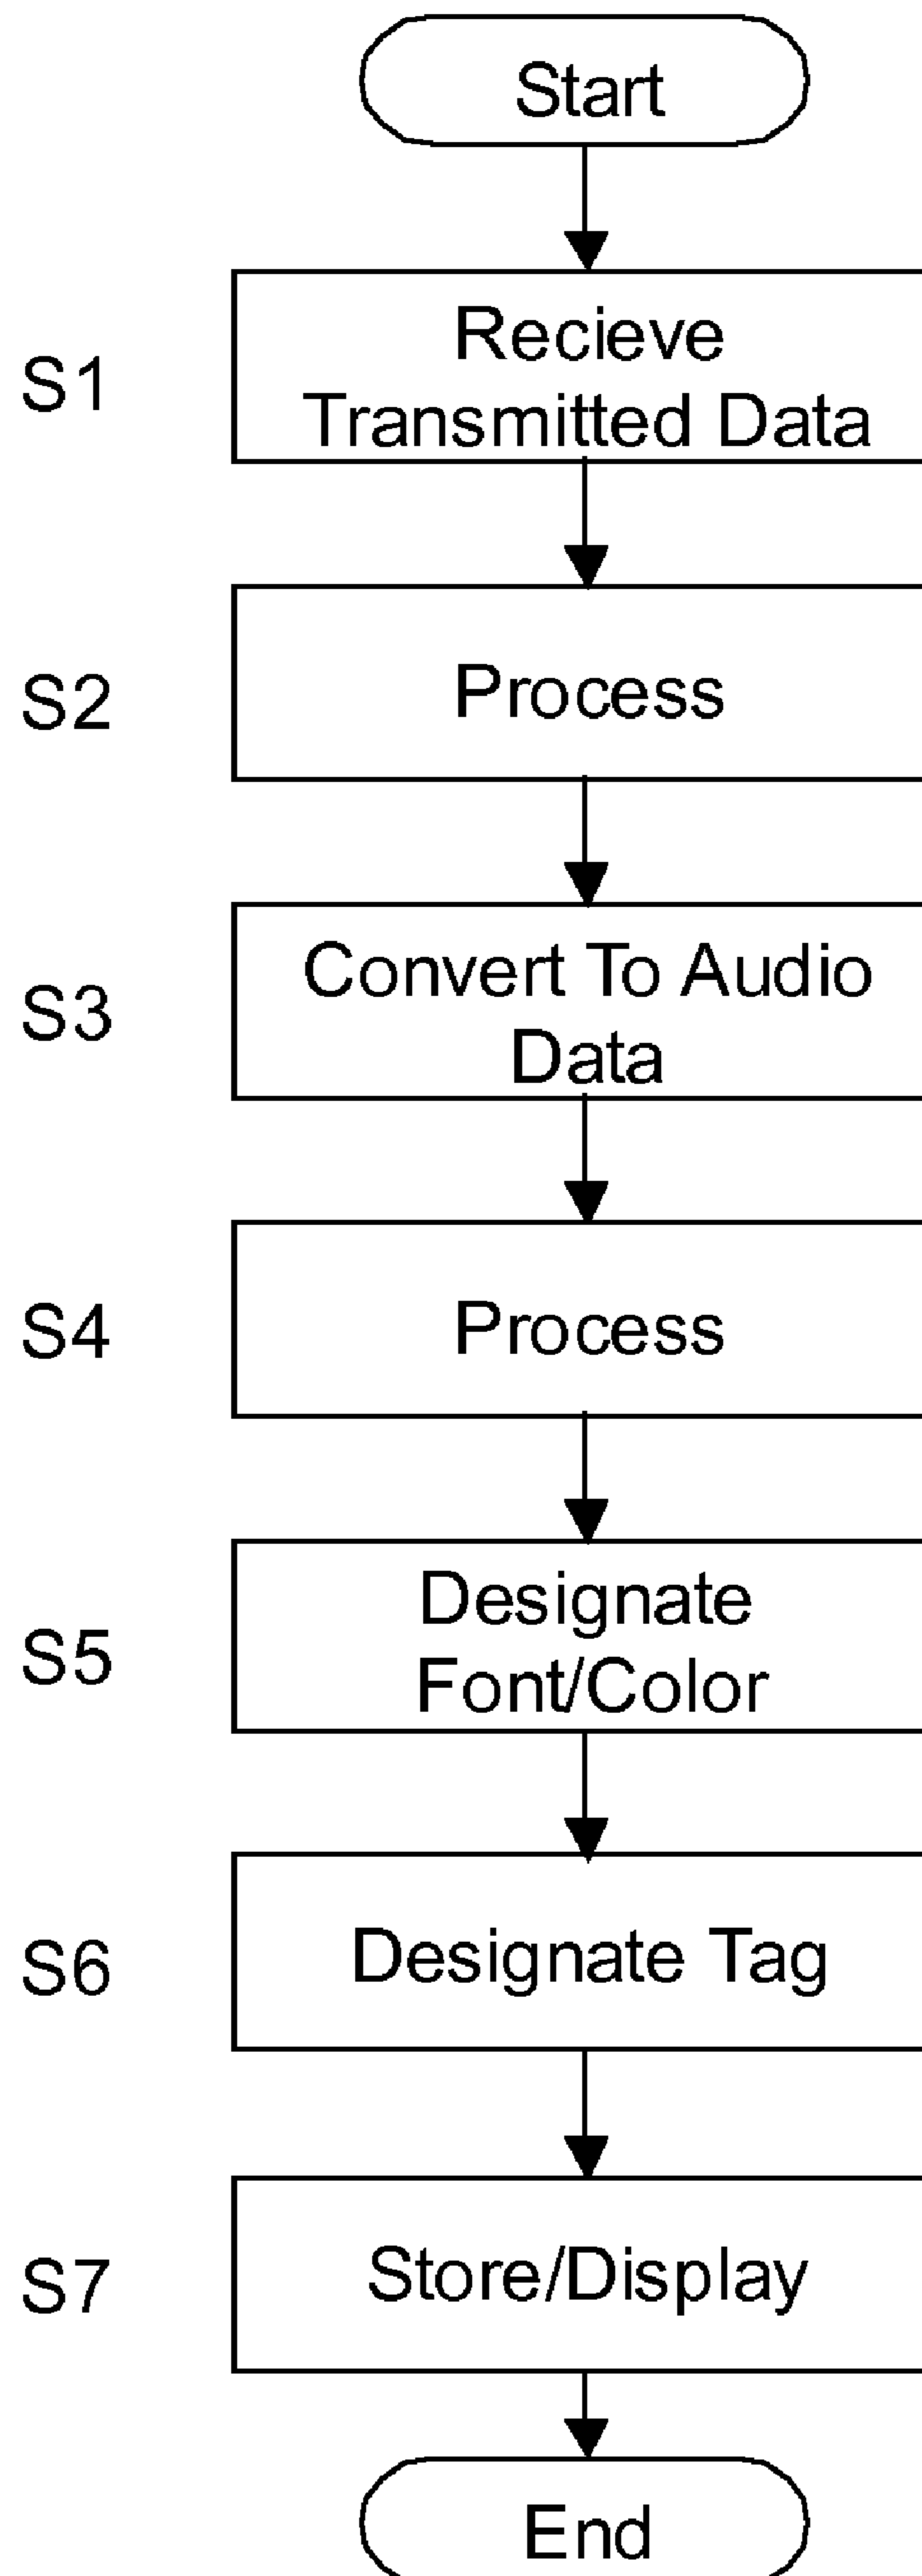 Start
S1
Recieve
Transmitted Data
S2
Process
S3
Convert To Audio
Data
S4
Process
S5
Designate
Font/Color
S6
Designate Tag
S7
Store/Display
End